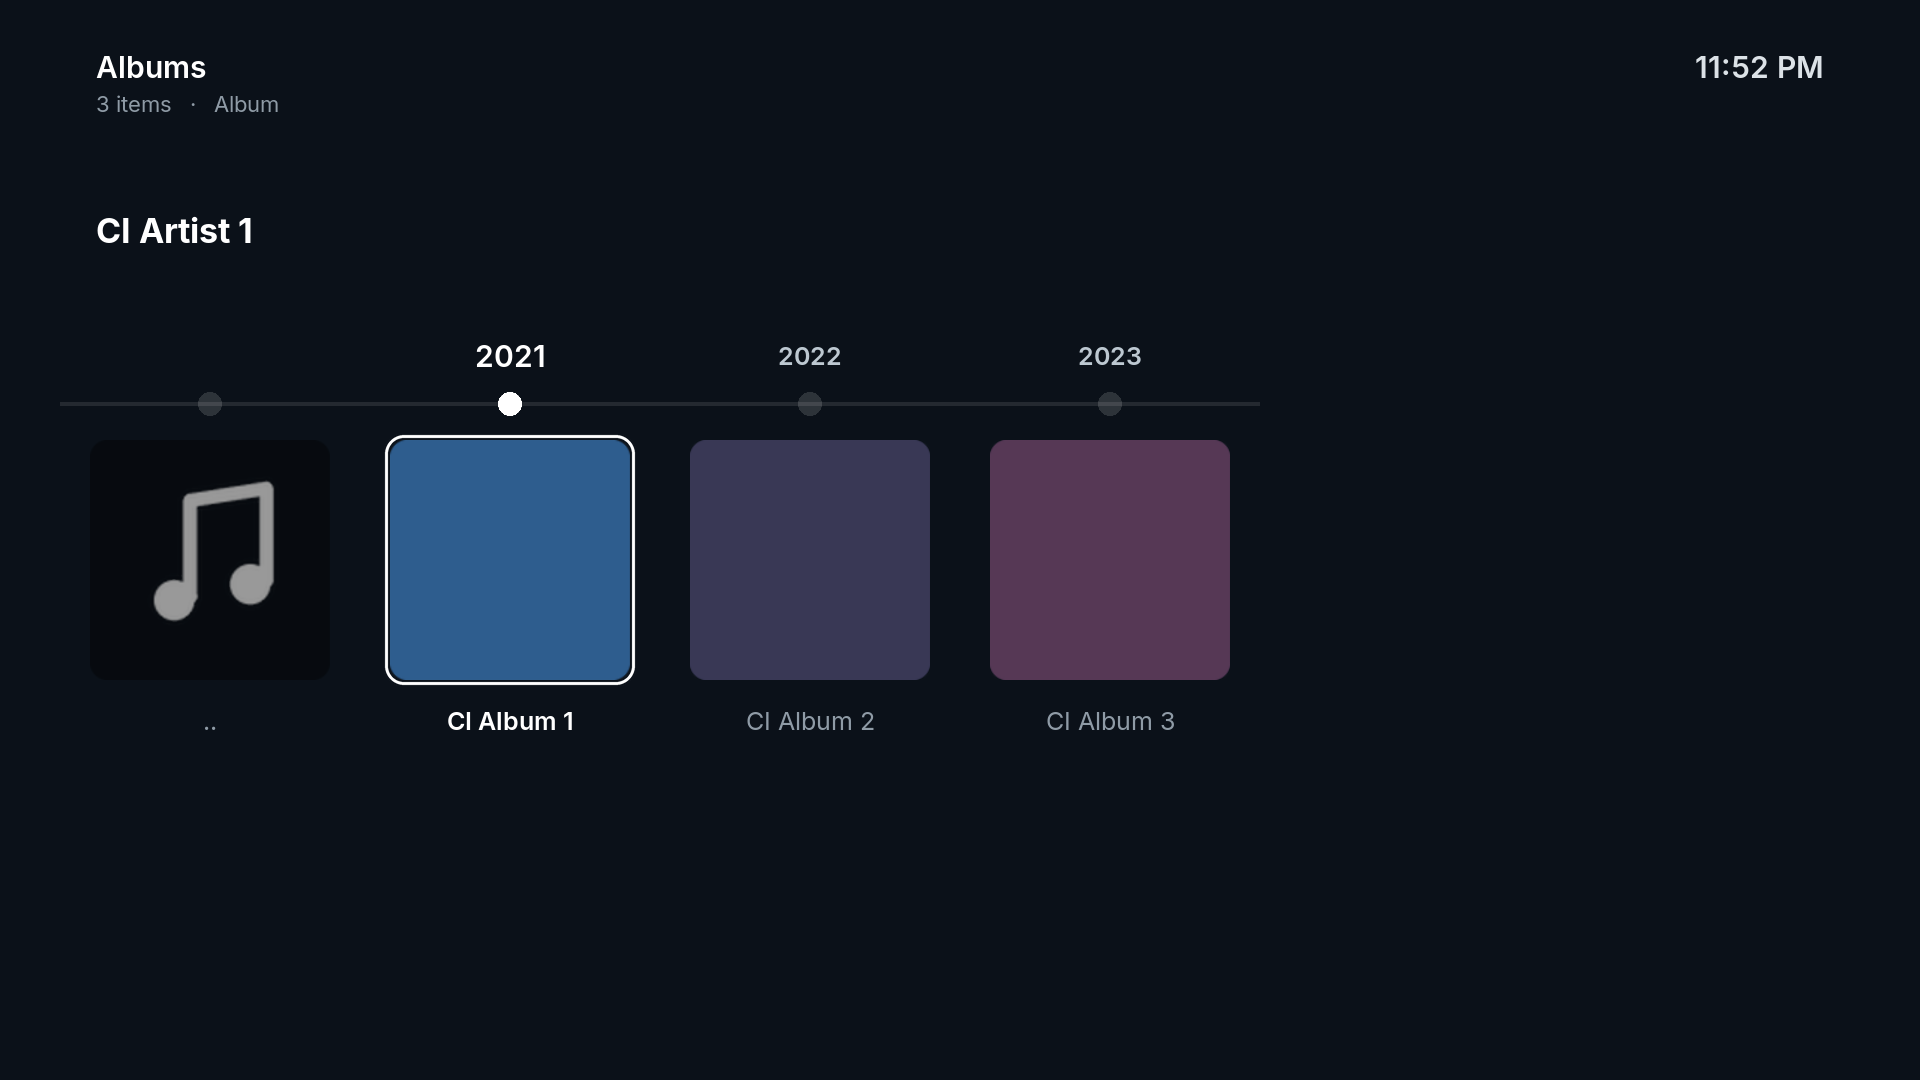 Albums
11:52 PM
3 items · Album
CI Artist 1
2021
2022
2023
..
CI Album 1
CI Album 2
CI Album 3